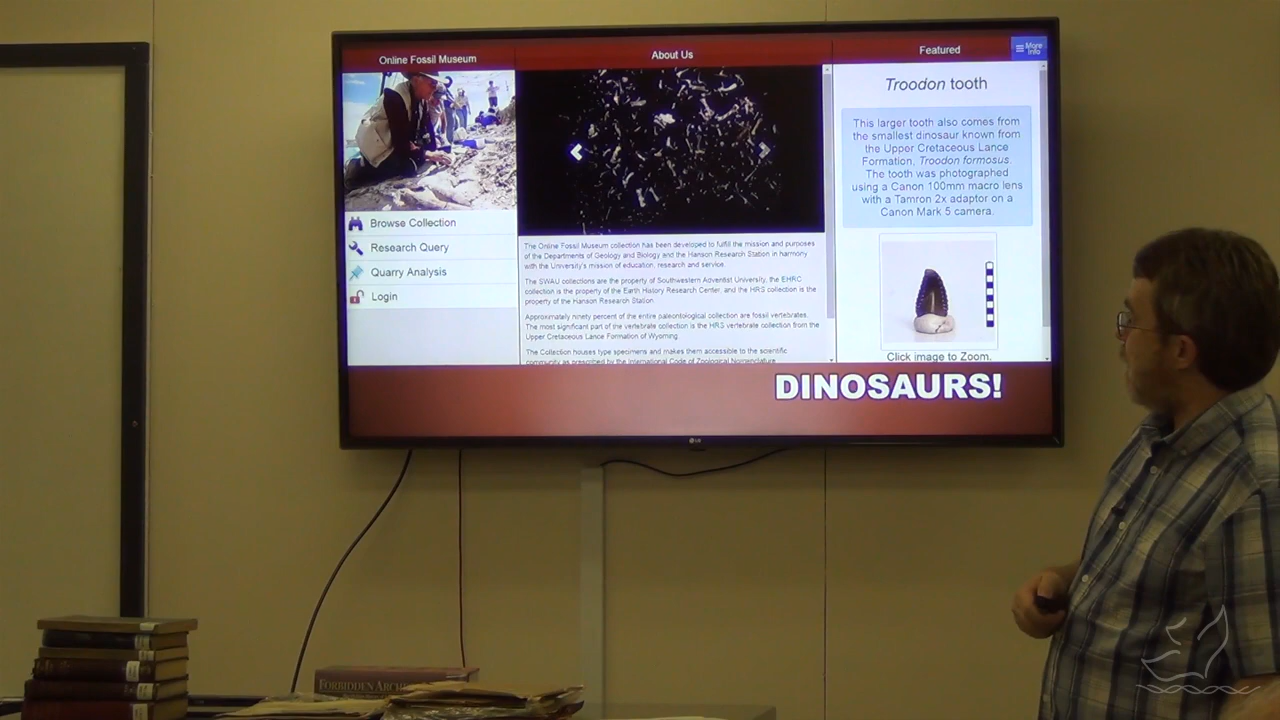 Online Fossil Museum
About Us
Featured
More
Info
Browse Collection
Research Query
Quarry Analysis
Login
The Online Fossil Museum collection has been developed to fulfill the mission and purposes
of the Departments of Geology and Biology and the Hanson Research Station in harmony
with the University's mission of education, research and service.
The SWAU collections are the property of Southwestern Adventist University, the EHRC
collection is the property of the Earth History Research Center, and the HRS collection is the
property of the Hanson Research Station.
Approximately ninety percent of the entire paleontological collection are fossil vertebrates.
The most significant part of the vertebrate collection is the HRS vertebrate collection from the
Upper Cretaceous Lance Formation of Wyoming.
The Collection houses type specimens and makes them accessible to the scientific
community as prescribed by the International Code of Zoological Nomenclature
Troodon tooth
This larger tooth also comes from
the smallest dinosaur known from
the Upper Cretaceous Lance
Formation, Troodon formosus.
The tooth was photographed
using a Canon 100mm macro lens
with a Tamron 2x adaptor on a
Canon Mark 5 camera.
Click image to Zoom.
DINOSAURS!
LG
FORBIDDEN